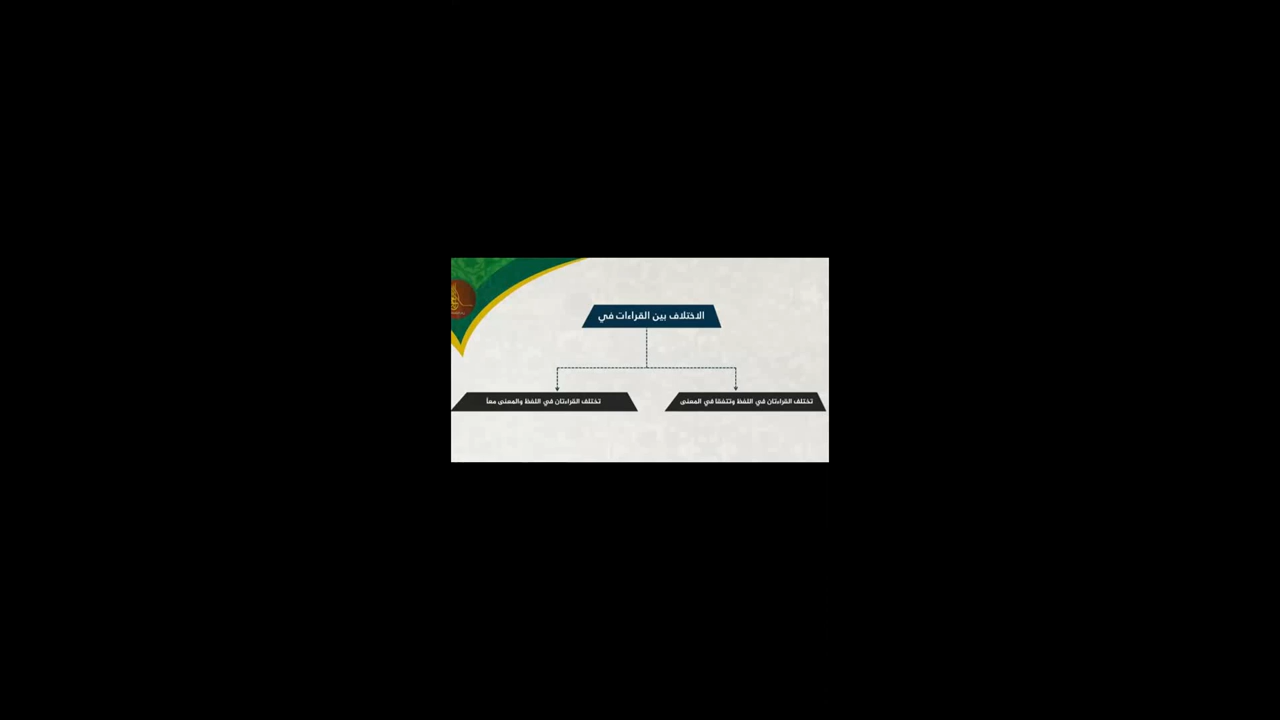 الاختلاف بين القراءات في
تختلف القراءتان في اللفظ وتتفقا في المعنى
تختلف القراءتان في اللفظ والمعنى معاً